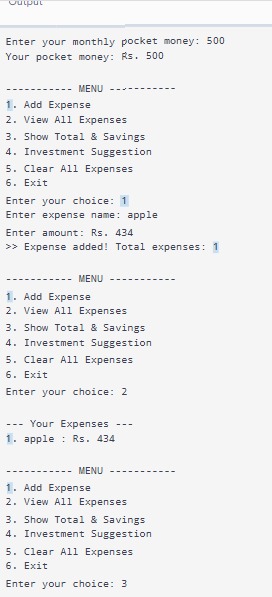 Output
Enter your monthly pocket money: 500
Your pocket money: Rs. 500
----------- MENU -----------
1. Add Expense
2. View All Expenses
3. Show Total & Savings
4. Investment Suggestion
5. Clear All Expenses
6. Exit
Enter your choice: 1
Enter expense name: apple
Enter amount: Rs. 434
>> Expense added! Total expenses: 1
----------- MENU -----------
1. Add Expense
2. View All Expenses
3. Show Total & Savings
4. Investment Suggestion
5. Clear All Expenses
6. Exit
Enter your choice: 2
--- Your Expenses ---
1. apple : Rs. 434
----------- MENU -----------
1. Add Expense
2. View All Expenses
3. Show Total & Savings
4. Investment Suggestion
5. Clear All Expenses
6. Exit
Enter your choice: 3